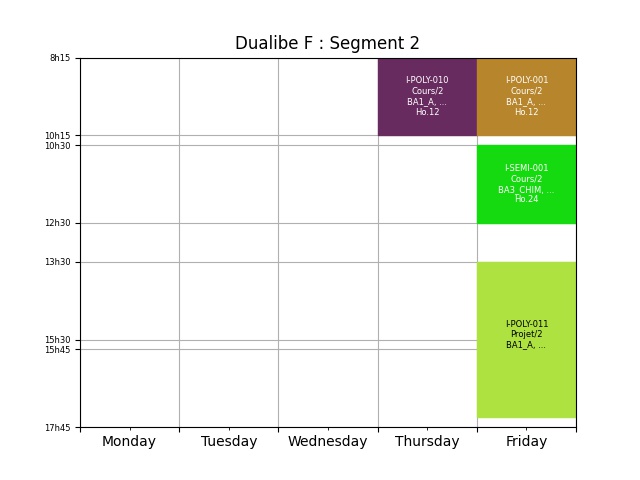 Dualibe F : Segment 2
8h15
10h15
10h30
12h30
13h30
15h30
15h45
17h45
I-POLY-010
Cours/2
BA1_A, ...
Ho.12
I-POLY-001
Cours/2
BA1_A, ...
Ho.12
I-SEMI-001
Cours/2
BA3_CHIM, ...
Ho.24
I-POLY-011
Projet/2
BA1_A, ...
Monday
Tuesday
Wednesday
Thursday
Friday